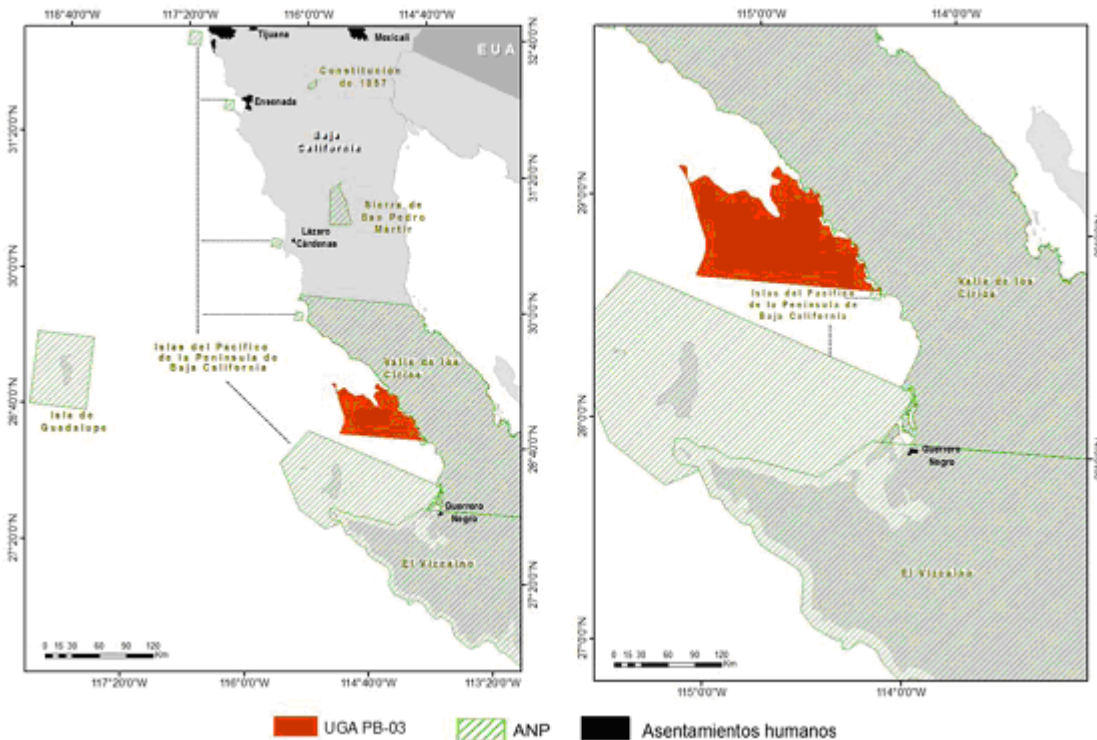 118°40'0"W
117°20'0"W
116°0'0"W
114°40'0"W
Tijuana
Mexicali
EUA
32°40'0"N
Constitución
de 1857
Ensenada
31°20'0"N
Baja
California
31°20'0"N
Sierra de
San Pedro
Mártir
Lázaro
Cárdenas
30°0'0"N
30°0'0"N
Islas del Pacífico
de la Península de
Baja California
Valle de los
Cirios
28°40'0"N
Isla de
Guadalupe
28°40'0"N
Guerrero
Negro
27°20'0"N
El Vizcaíno
27°20'0"N
0 15 30 60 90 120
Km
117°20'0"W
116°0'0"W
114°40'0"W
113°20'0"W
115°0'0"W
114°0'0"W
29°0'0"N
Valle de los
Cirios
Islas del Pacífico
de la Península de
Baja California
28°0'0"N
Guerrero
Negro
El Vizcaíno
27°0'0"N
0 15 30 60 90 120
Km
115°0'0"W
114°0'0"W
UGA PB-03
ANP
Asentamientos humanos